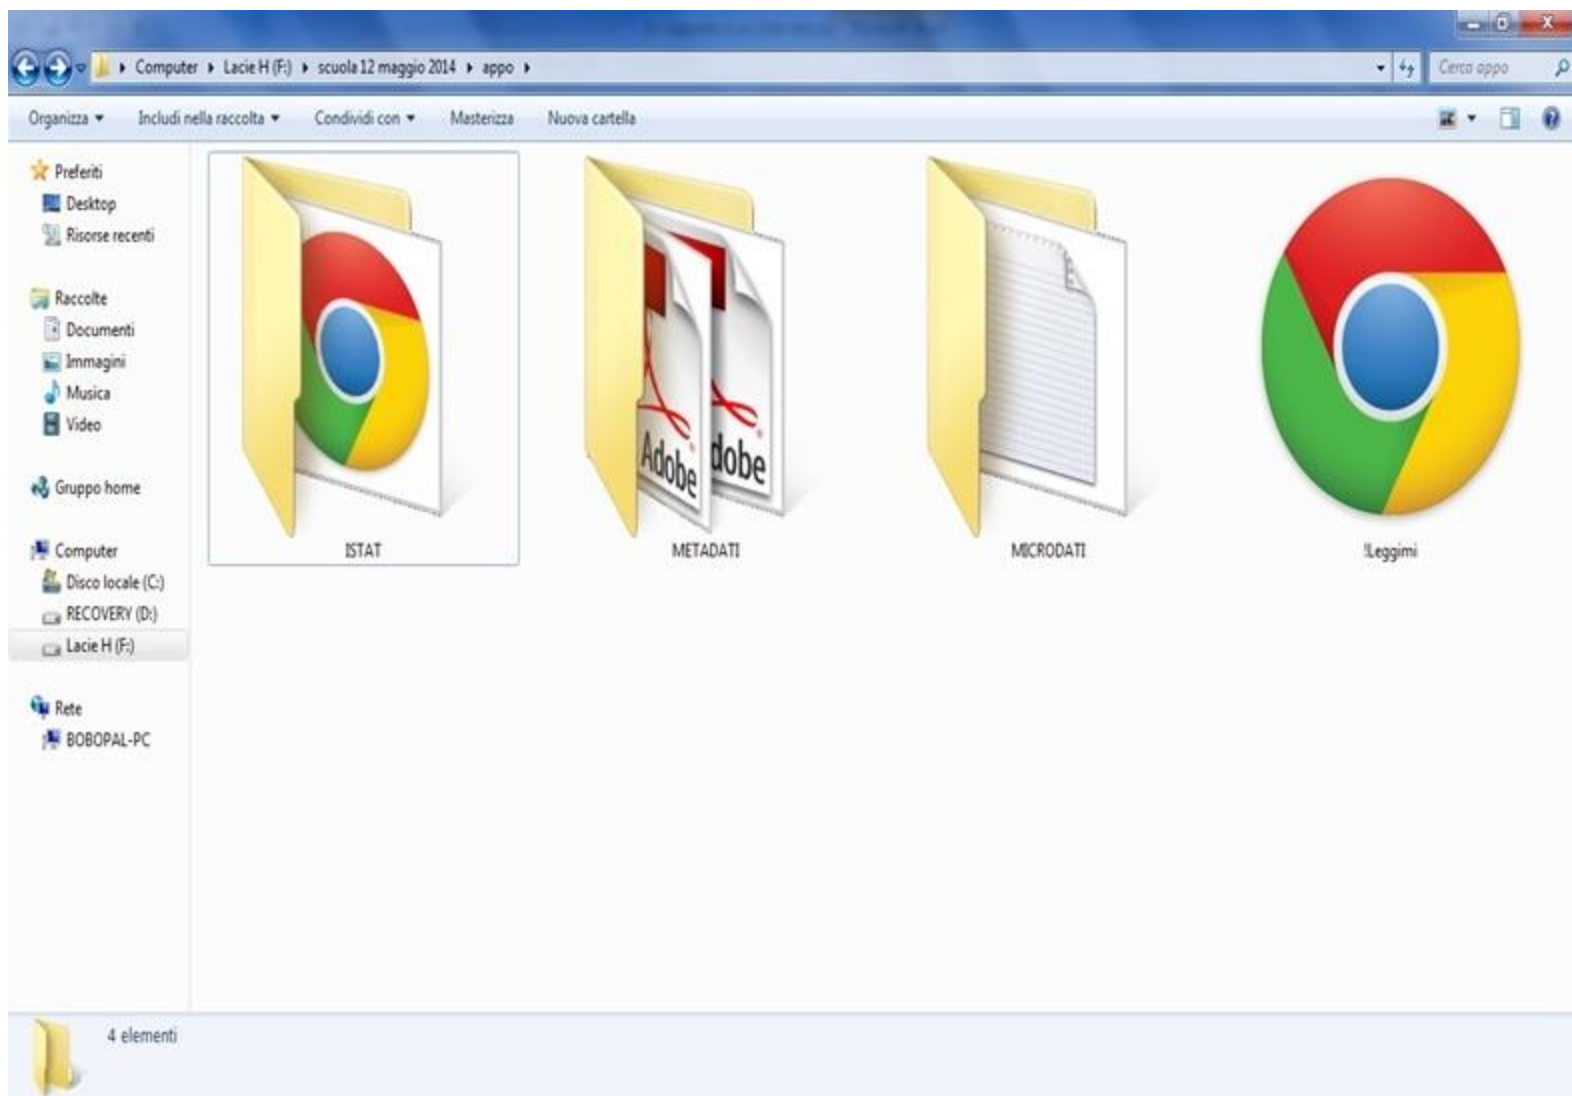 Computer Lacie H (F:) scuola 12 maggio 2014 appo
Cerca appo
Organizza Includi nella raccolta Condividi con Masterizza Nuova cartella
Preferiti
Desktop
Risorse recenti
Raccolte
Documenti
Immagini
Musica
Video
Gruppo home
Computer
Disco locale (C:)
RECOVERY (D:)
Lacie H (F:)
Rete
BOBOPAL-PC
Adobe
dobe
ISTAT
METADATI
MICRODATI
!Leggimi
4 elementi